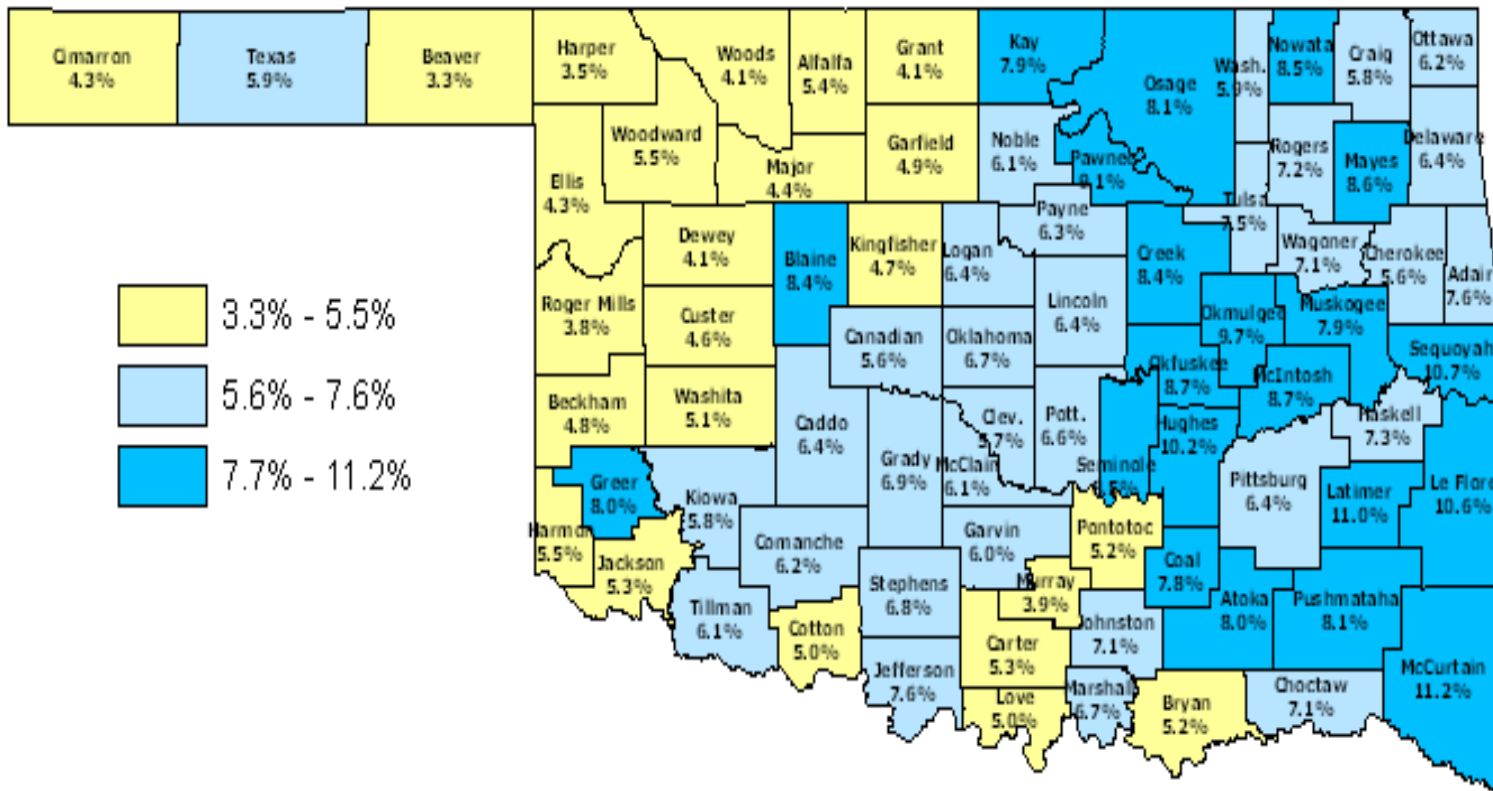 Cimarron
4.3%
Texas
5.9%
Beaver
3.3%
Harper
3.5%
Woods
4.1%
Alfalfa
5.4%
Grant
4.1%
Kay
7.9%
Osage
8.1%
Wash.
5.9%
Nowata
8.5%
Craig
5.8%
Ottawa
6.2%
Woodward
5.5%
Major
4.4%
Garfield
4.9%
Noble
6.1%
Pawnee
9.1%
Rogers
7.2%
Mayes
8.6%
Delaware
6.4%
Ellis
4.3%
Dewey
4.1%
Blaine
8.4%
Kingfisher
4.7%
Logan
6.4%
Payne
6.3%
Creek
8.4%
Tulsa
7.5%
Wagoner
7.1%
Cherokee
5.6%
Adair
7.6%
Roger Mills
3.8%
Custer
4.6%
Canadian
5.6%
Oklahoma
6.7%
Lincoln
6.4%
Okmulgee
9.7%
Muskogee
7.9%
Sequoyah
10.7%
3.3% - 5.5%
5.6% - 7.6%
7.7% - 11.2%
Beckham
4.8%
Washita
5.1%
Caddo
6.4%
Grady
6.9%
Clev.
5.7%
McClain
6.1%
Pott.
6.6%
Seminole
Okfuskee
8.7%
McIntosh
8.7%
Hughes
10.2%
Haskell
7.3%
Pittsburg
6.4%
Latimer
11.0%
Le Flore
10.6%
Greer
8.0%
Kiowa
5.8%
Harmon
5.5%
Jackson
5.3%
Comanche
6.2%
Garvin
6.0%
Pontotoc
5.2%
Coal
7.8%
Tillman
6.1%
Cotton
5.0%
Stephens
6.8%
Murray
3.9%
Johnston
7.1%
Atoka
8.0%
Pushmataha
8.1%
Carter
5.3%
Jefferson
7.6%
Love
5.0%
Marshall
6.7%
Bryan
5.2%
Choctaw
7.1%
McCurtain
11.2%